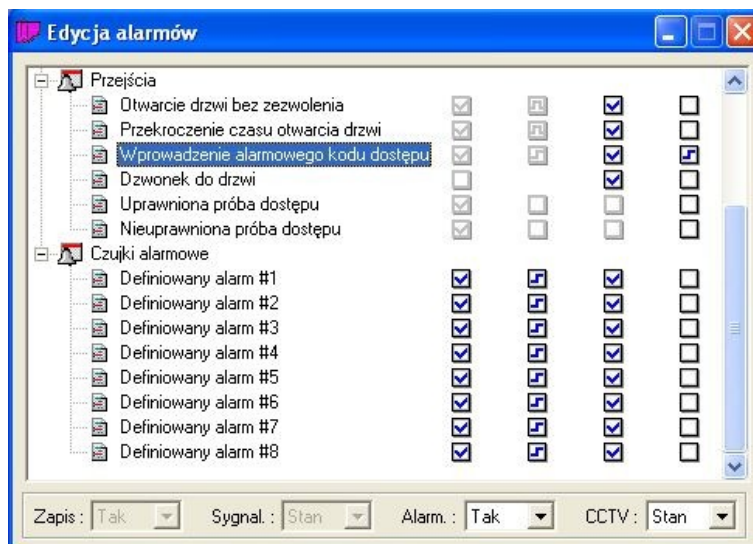 Edycja alarmów
Przejścia
Otwarcie drzwi bez zezwolenia
Przekroczenie czasu otwarcia drzwi
Wprowadzenie alarmowego kodu dostępu
Dzwonek do drzwi
Uprawniona próba dostępu
Nieuprawniona próba dostępu
Czujki alarmowe
Definiowany alarm #1
Definiowany alarm #2
Definiowany alarm #3
Definiowany alarm #4
Definiowany alarm #5
Definiowany alarm #6
Definiowany alarm #7
Definiowany alarm #8
Zapis : Tak Sygnal. : Stan Alarm. : Tak CCTV : Stan